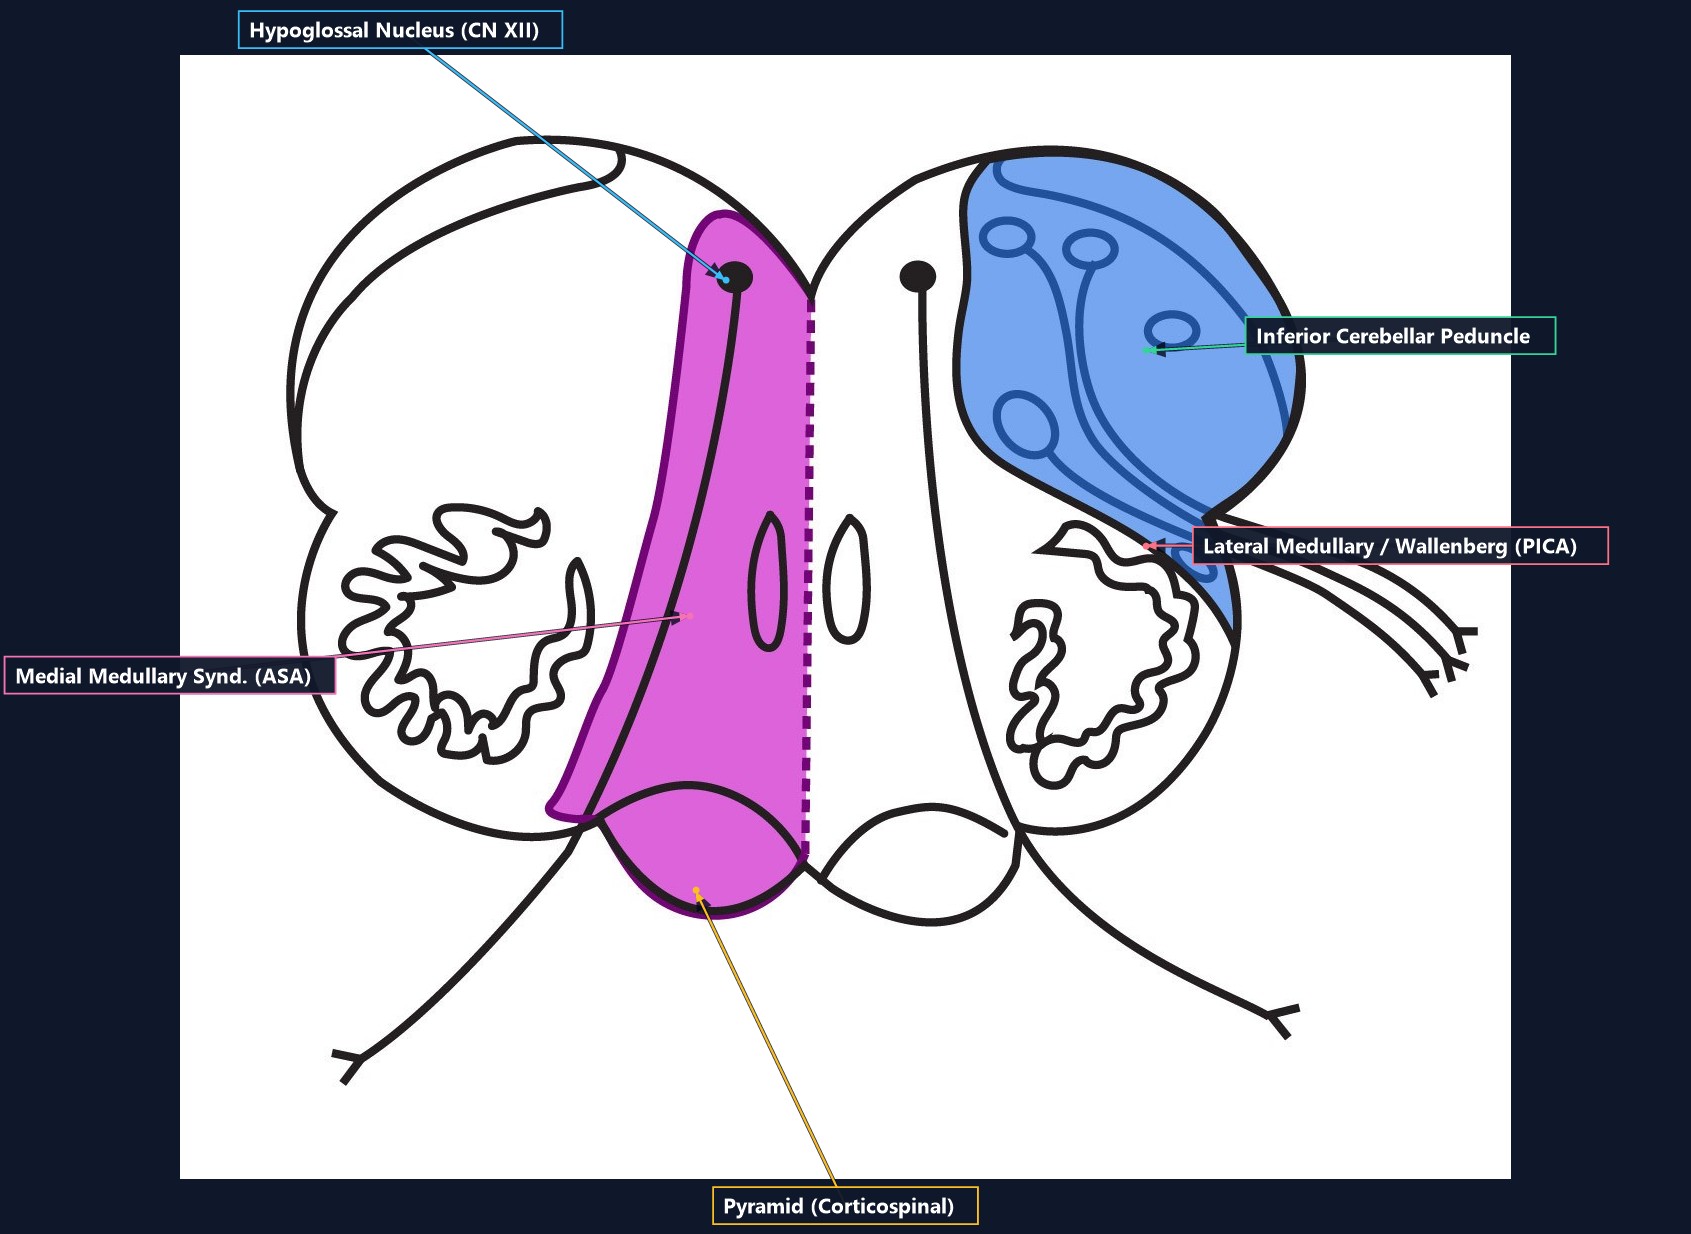 Hypoglossal Nucleus (CN XII)
Inferior Cerebellar Peduncle
Lateral Medullary / Wallenberg (PICA)
Medial Medullary Synd. (ASA)
Pyramid (Corticospinal)